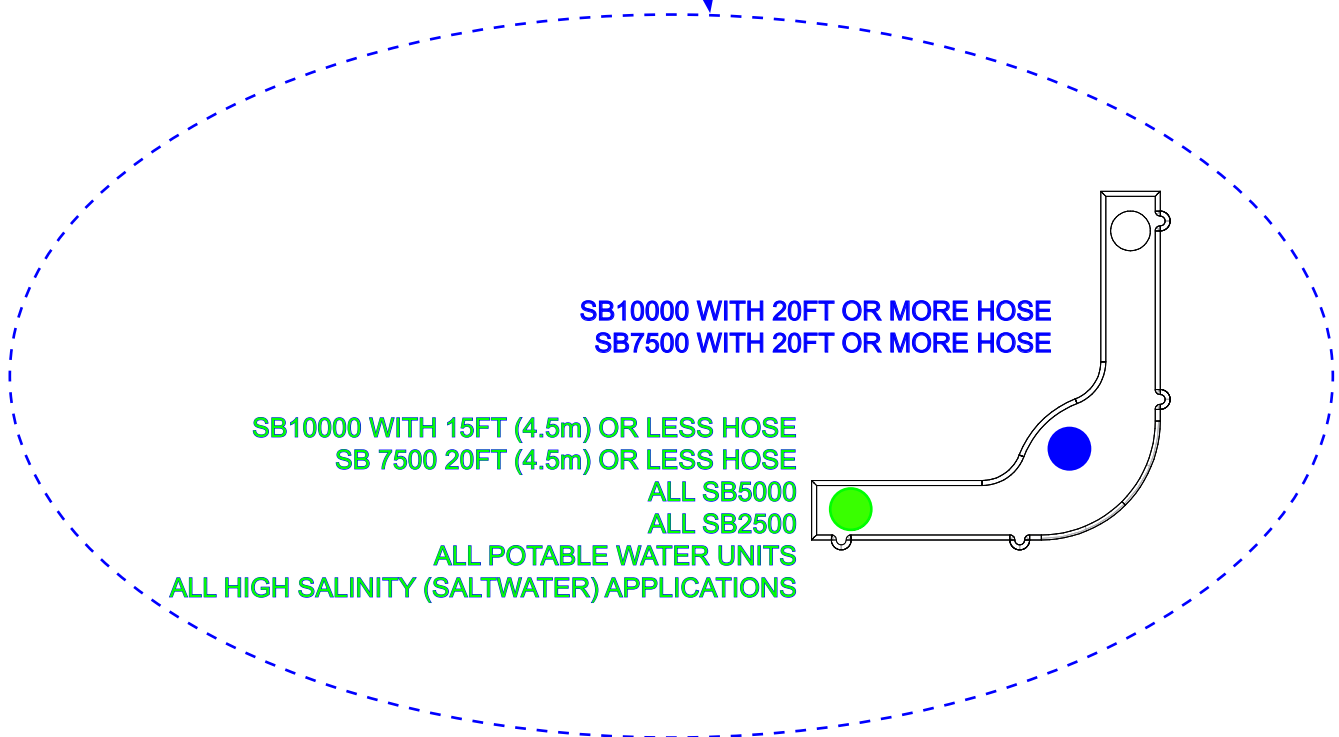 SB10000 WITH 20FT OR MORE HOSE
SB7500 WITH 20FT OR MORE HOSE
SB10000 WITH 15FT (4.5m) OR LESS HOSE
SB 7500 20FT (4.5m) OR LESS HOSE
ALL SB5000
ALL SB2500
ALL POTABLE WATER UNITS
ALL HIGH SALINITY (SALTWATER) APPLICATIONS